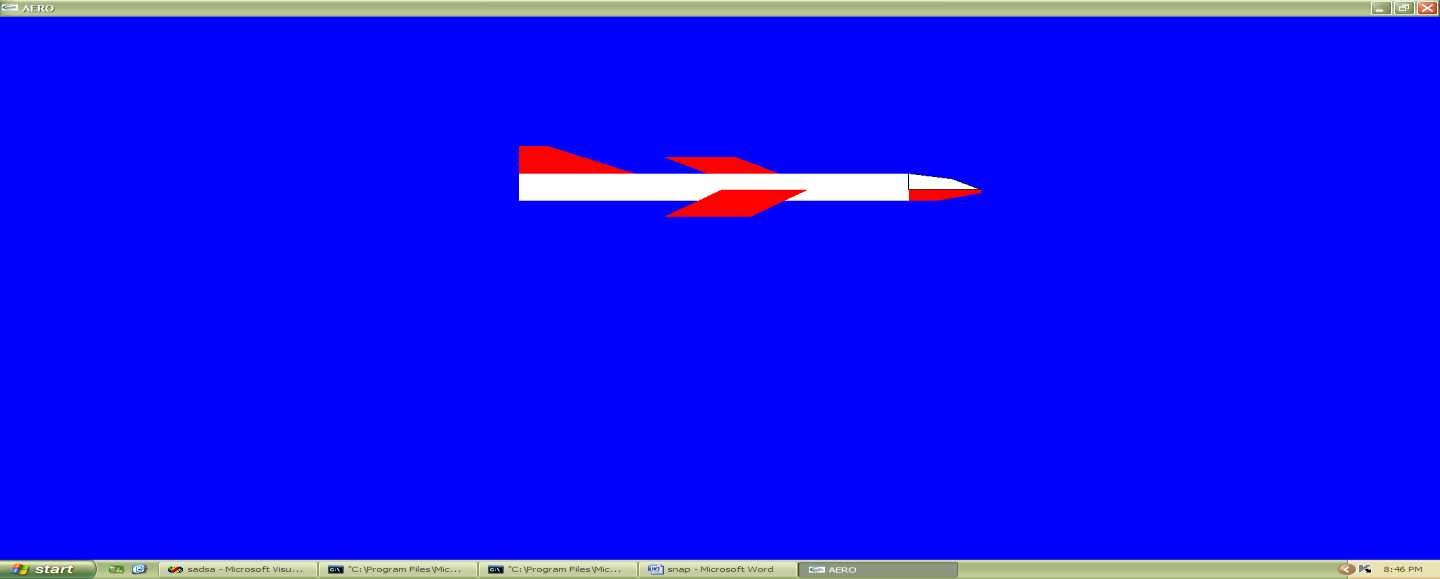 AERO
start
sadsa - Microsoft Visu...
"C:\Program Files\Mic...
"C:\Program Files\Mic...
snap - Microsoft Word
AERO
8:46 PM